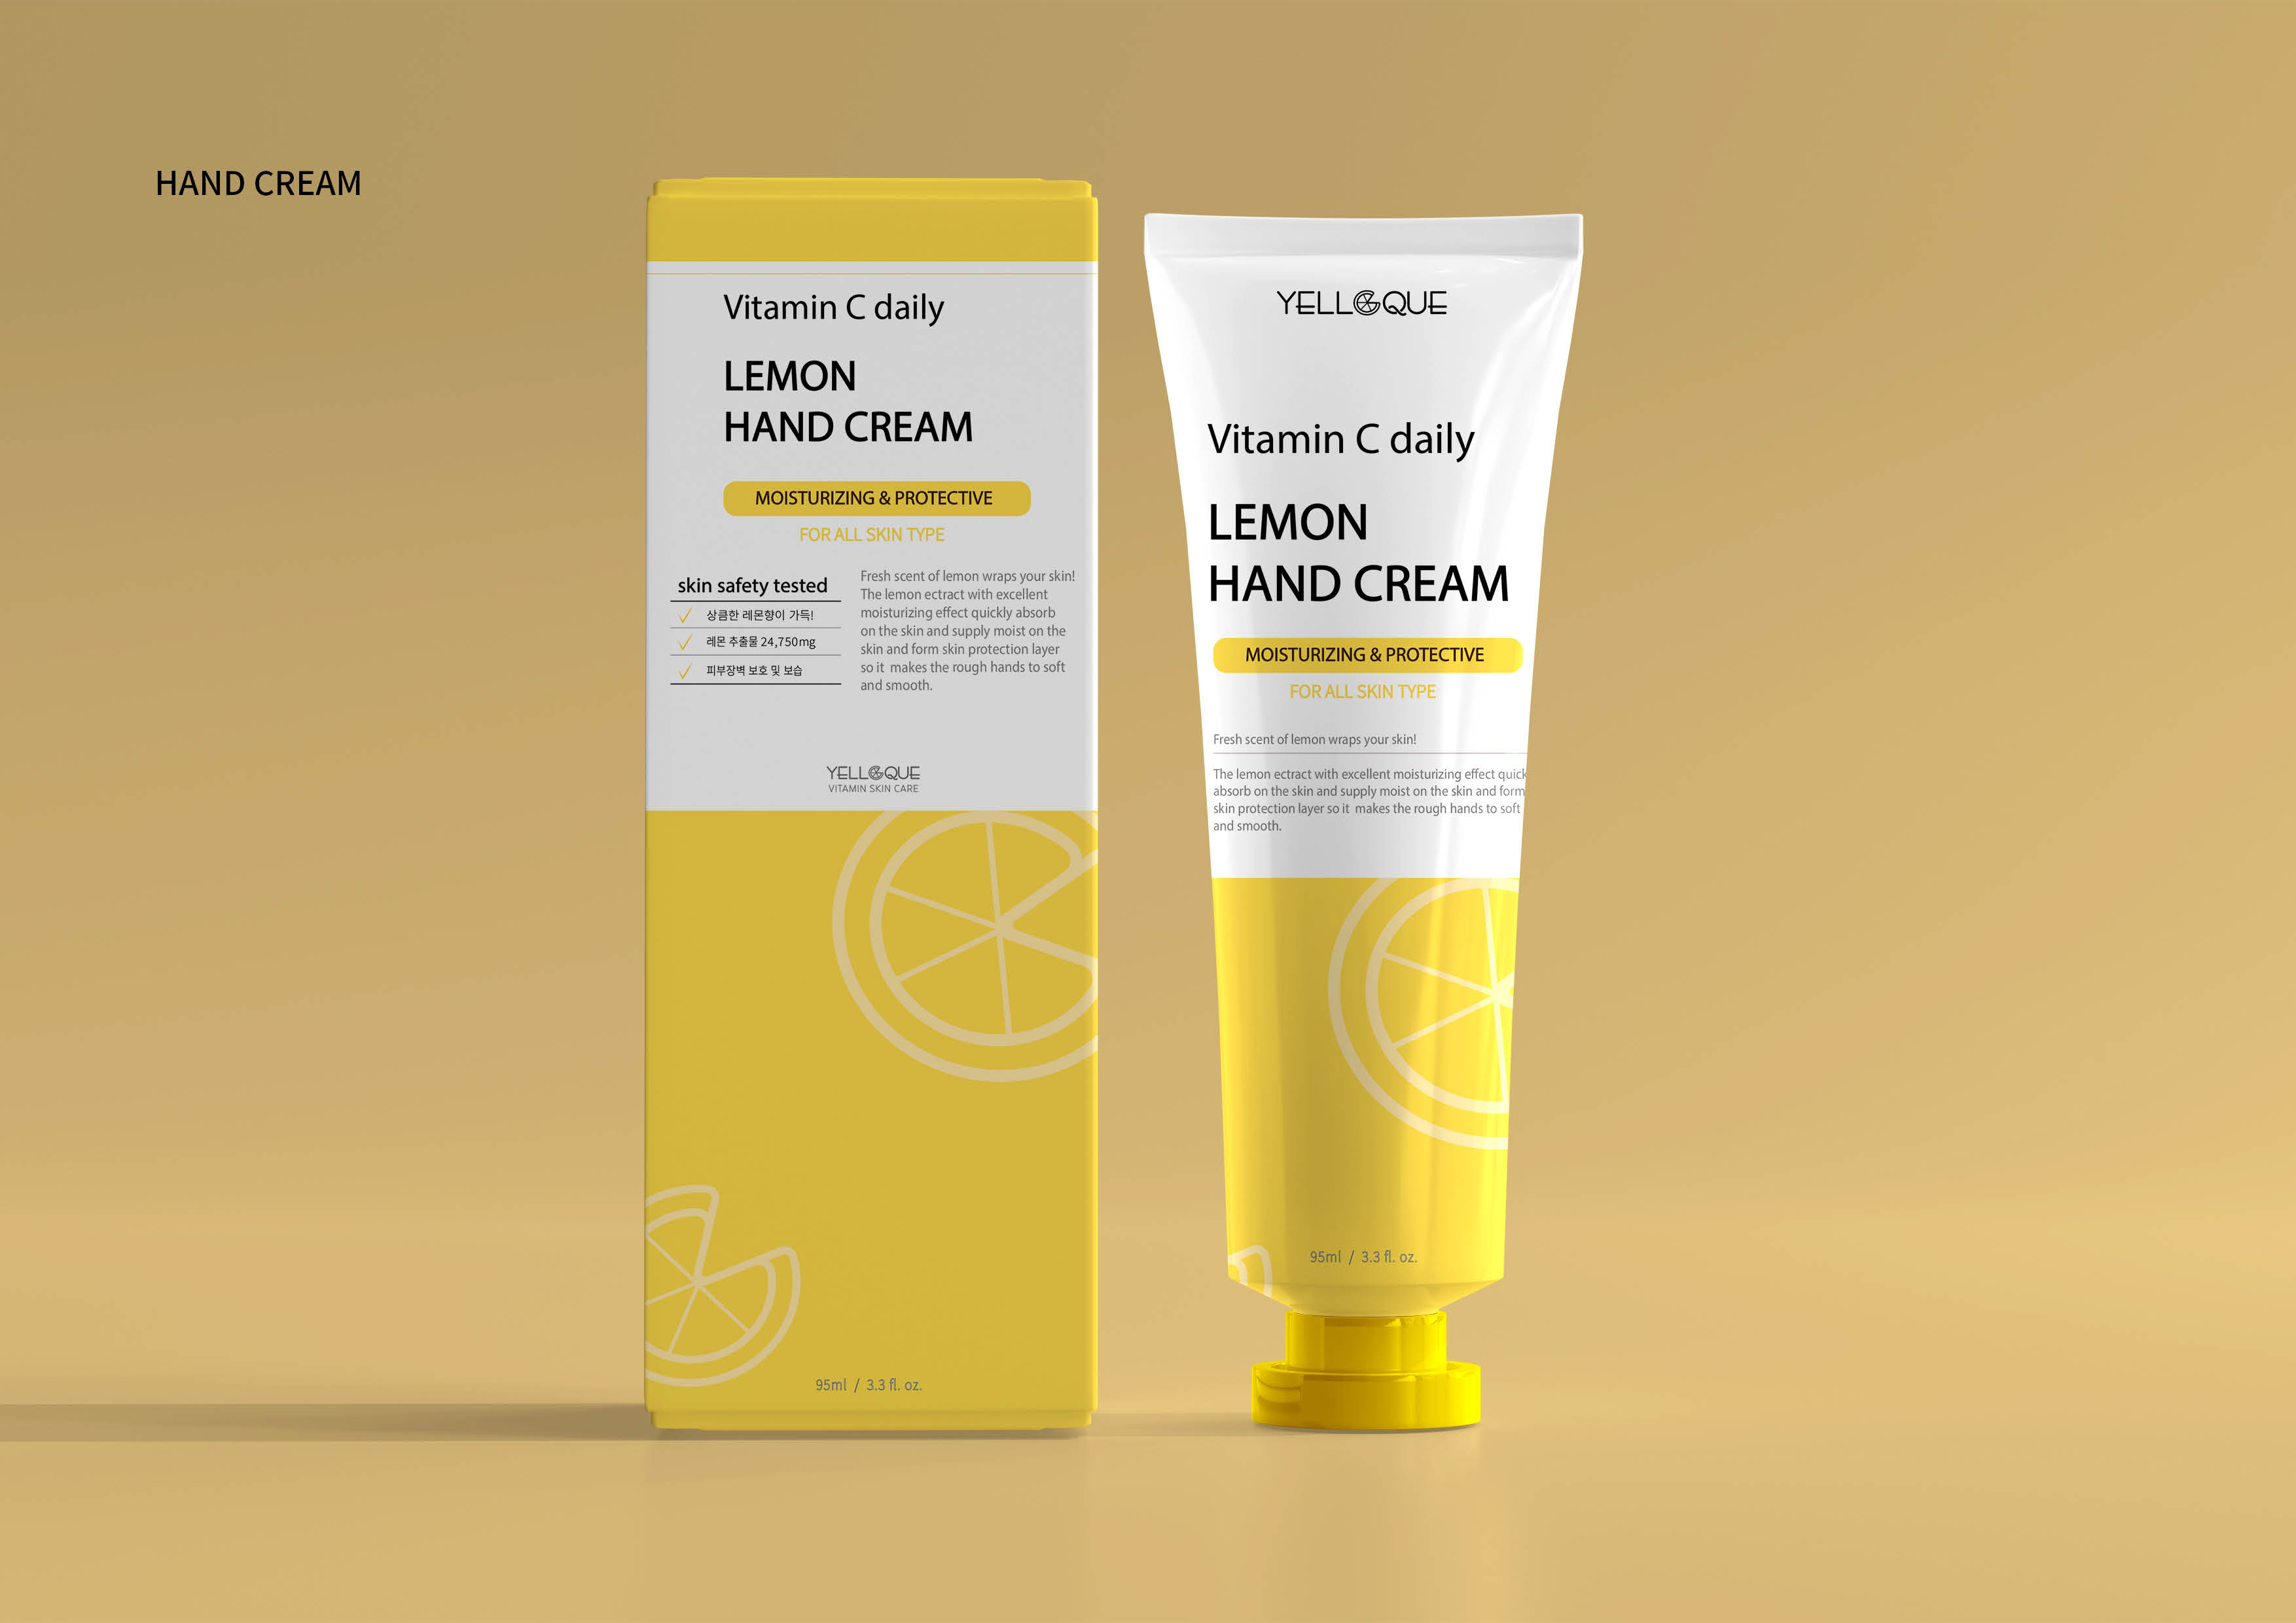 HAND CREAM
Vitamin C daily
LEMON
HAND CREAM
MOISTURIZING & PROTECTIVE
FOR ALL SKIN TYPE
skin safety tested
상큼한 레몬향이 가득!
레몬 추출물 24,750mg
피부장벽 보호 및 보습
Fresh scent of lemon wraps your skin!
The lemon ectract with excellent
moisturizing effect quickly absorb
on the skin and supply moist on the
skin and form skin protection layer
so it makes the rough hands to soft
and smooth.
YELLOQUE
VITAMIN SKIN CARE
95ml / 3.3 fl. oz.
YELLOQUE
Vitamin C daily
LEMON
HAND CREAM
MOISTURIZING & PROTECTIVE
FOR ALL SKIN TYPE
Fresh scent of lemon wraps your skin!
The lemon ectract with excellent moisturizing effect quick
absorb on the skin and supply moist on the skin and form
skin protection layer so it makes the rough hands to soft
and smooth.
95ml / 3.3 fl. oz.